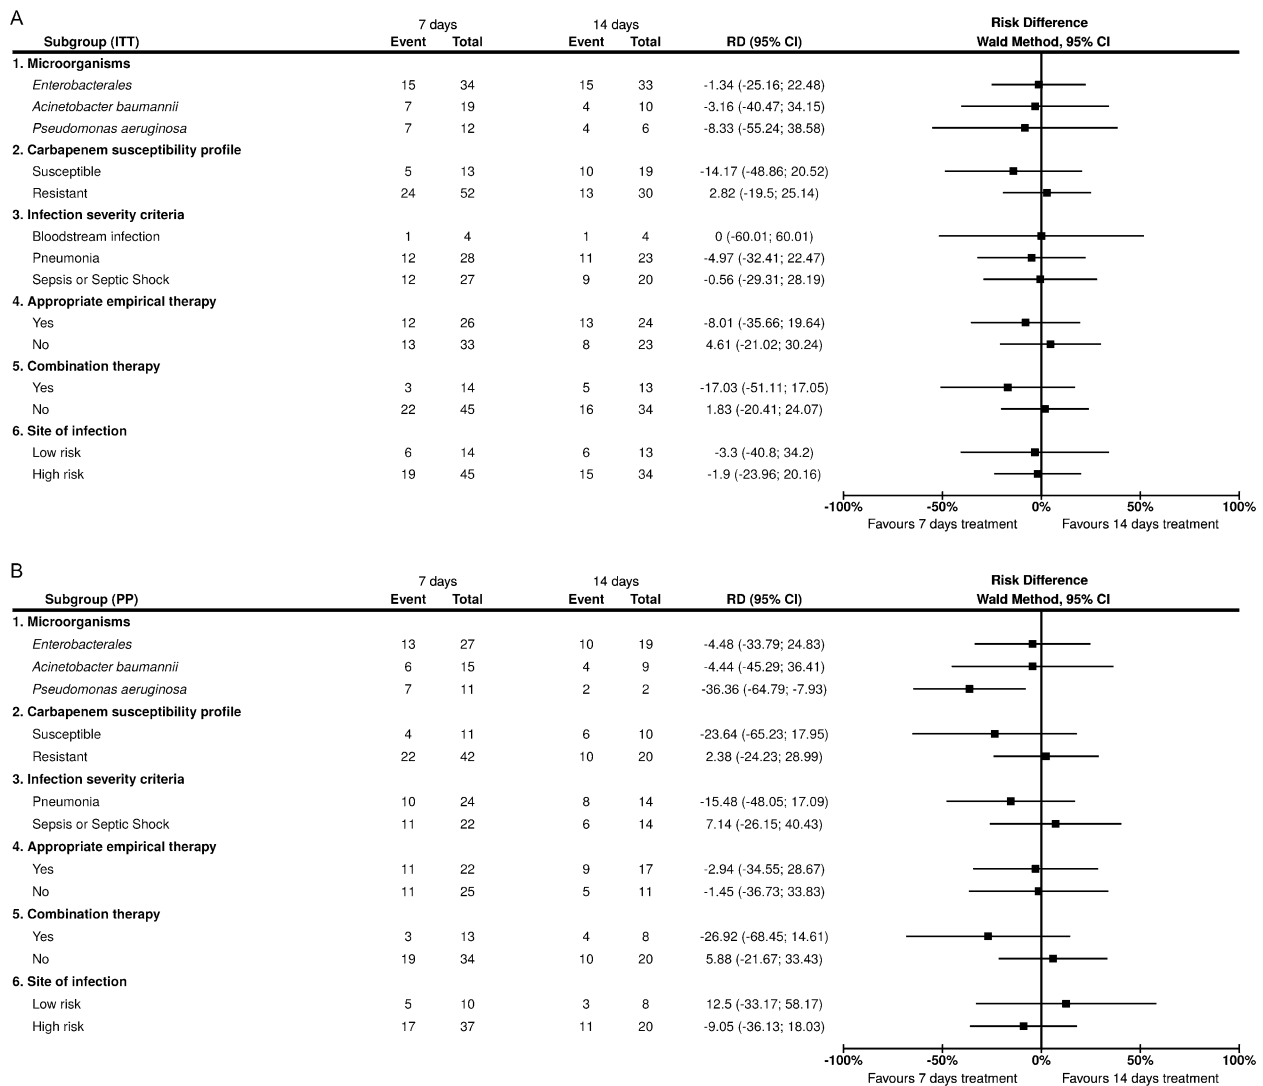 A
7 days 14 days Risk Difference
Subgroup (ITT) Event Total Event Total RD (95% CI) Wald Method, 95% CI
1. Microorganisms
Enterobacterales 15 34 15 33 -1.34 (-25.16; 22.48)
Acinetobacter baumannii 7 19 4 10 -3.16 (-40.47; 34.15)
Pseudomonas aeruginosa 7 12 4 6 -8.33 (-55.24; 38.58)
2. Carbapenem susceptibility profile
Susceptible 5 13 10 19 -14.17 (-48.86; 20.52)
Resistant 24 52 13 30 2.82 (-19.5; 25.14)
3. Infection severity criteria
Bloodstream infection 1 4 1 4 0 (-60.01; 60.01)
Pneumonia 12 28 11 23 -4.97 (-32.41; 22.47)
Sepsis or Septic Shock 12 27 9 20 -0.56 (-29.31; 28.19)
4. Appropriate empirical therapy
Yes 12 26 13 24 -8.01 (-35.66; 19.64)
No 13 33 8 23 4.61 (-21.02; 30.24)
5. Combination therapy
Yes 3 14 5 13 -17.03 (-51.11; 17.05)
No 22 45 16 34 1.83 (-20.41; 24.07)
6. Site of infection
Low risk 6 14 6 13 -3.3 (-40.8; 34.2)
High risk 19 45 15 34 -1.9 (-23.96; 20.16)
-100% -50% 0% 50% 100%
Favours 7 days treatment Favours 14 days treatment
B
7 days 14 days Risk Difference
Subgroup (PP) Event Total Event Total RD (95% CI) Wald Method, 95% CI
1. Microorganisms
Enterobacterales 13 27 10 19 -4.48 (-33.79; 24.83)
Acinetobacter baumannii 6 15 4 9 -4.44 (-45.29; 36.41)
Pseudomonas aeruginosa 7 11 2 2 -36.36 (-64.79; -7.93)
2. Carbapenem susceptibility profile
Susceptible 4 11 6 10 -23.64 (-65.23; 17.95)
Resistant 22 42 10 20 2.38 (-24.23; 28.99)
3. Infection severity criteria
Pneumonia 10 24 8 14 -15.48 (-48.05; 17.09)
Sepsis or Septic Shock 11 22 6 14 7.14 (-26.15; 40.43)
4. Appropriate empirical therapy
Yes 11 22 9 17 -2.94 (-34.55; 28.67)
No 11 25 5 11 -1.45 (-36.73; 33.83)
5. Combination therapy
Yes 3 13 4 8 -26.92 (-68.45; 14.61)
No 19 34 10 20 5.88 (-21.67; 33.43)
6. Site of infection
Low risk 5 10 3 8 12.5 (-33.17; 58.17)
High risk 17 37 11 20 -9.05 (-36.13; 18.03)
-100% -50% 0% 50% 100%
Favours 7 days treatment Favours 14 days treatment